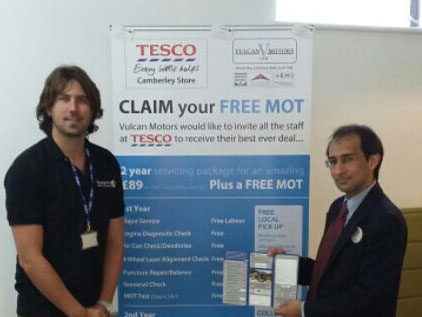 TESCO
Every little helps
Camberley Store
VULCAN MOTORS
LTD
CLAIM your FREE MOT
Vulcan Motors would like to invite all the staff
at TESCO to receive their best ever deal....
2 year servicing package for an amazing
£89 Plus a FREE MOT
1st Year
Major Service Free Labour
Engine Diagnostic Check Free
Air Con Check/Deodorise Free
4 Wheel Laser Alignment Check Free
Puncture Repair/Balance Free
Seasonal Check Free
MOT Test Free
FREE
LOCAL
PICK UP
2nd Year